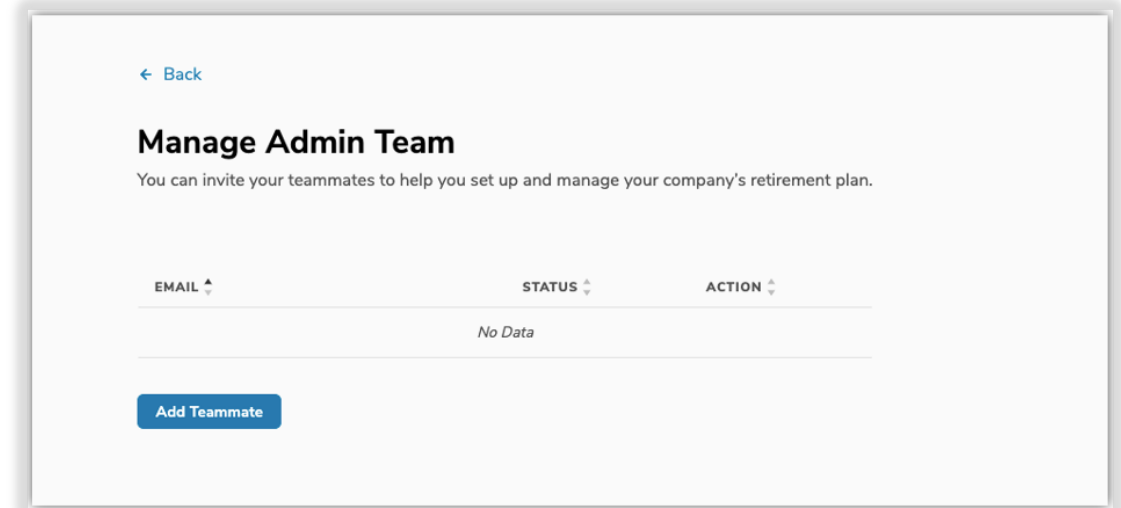 ← Back
Manage Admin Team
You can invite your teammates to help you set up and manage your company's retirement plan.
EMAIL STATUS ACTION
No Data
Add Teammate